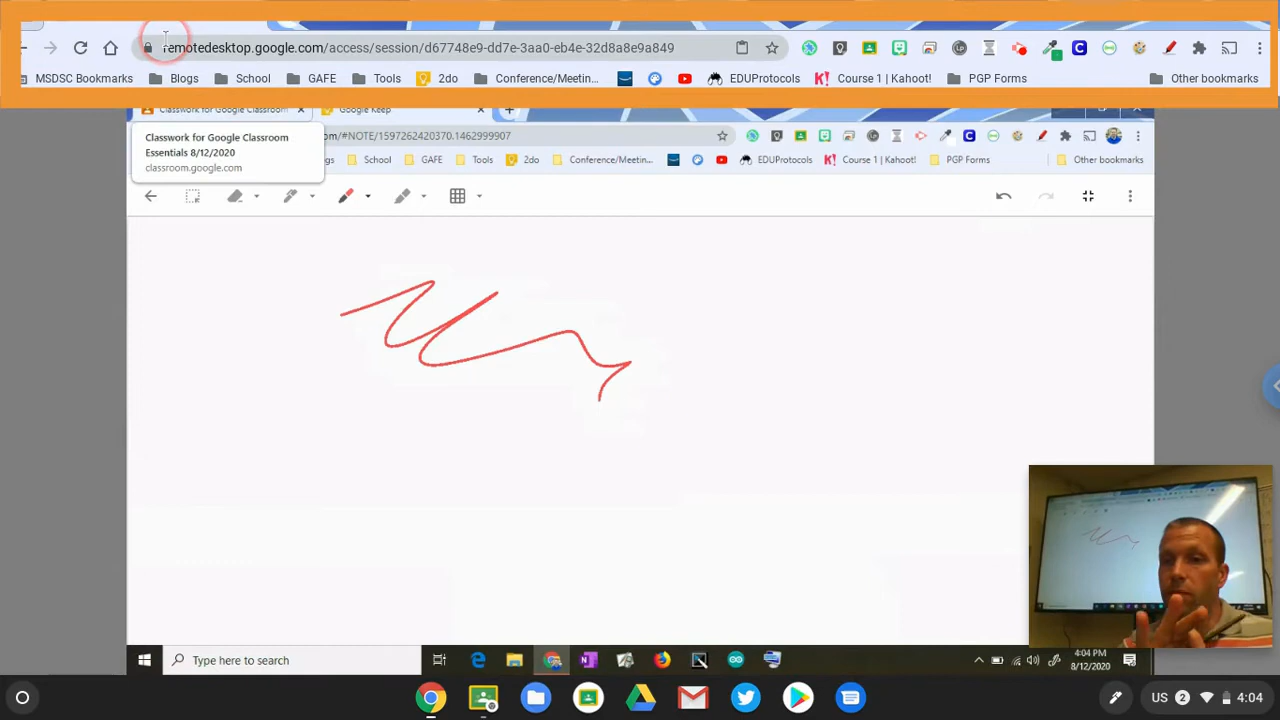 remotedesktop.google.com/access/session/d67748e9-dd7e-3aa0-eb4e-32d8a8e9a849
MSDSC Bookmarks Blogs School GAFE Tools 2do Conference/Meetin... EDUProtocols Course 1 | Kahoot! PGP Forms Other bookmarks
Classwork for Google Classroom Google Keep
com/#NOTE/1597262420370.1462999907
Classwork for Google Classroom
Essentials 8/12/2020
classroom.google.com
School GAFE Tools 2do Conference/Meetin... EDUProtocols Course 1 | Kahoot! PGP Forms Other bookmarks
Type here to search
4:04 PM
8/12/2020
US 2 4:04